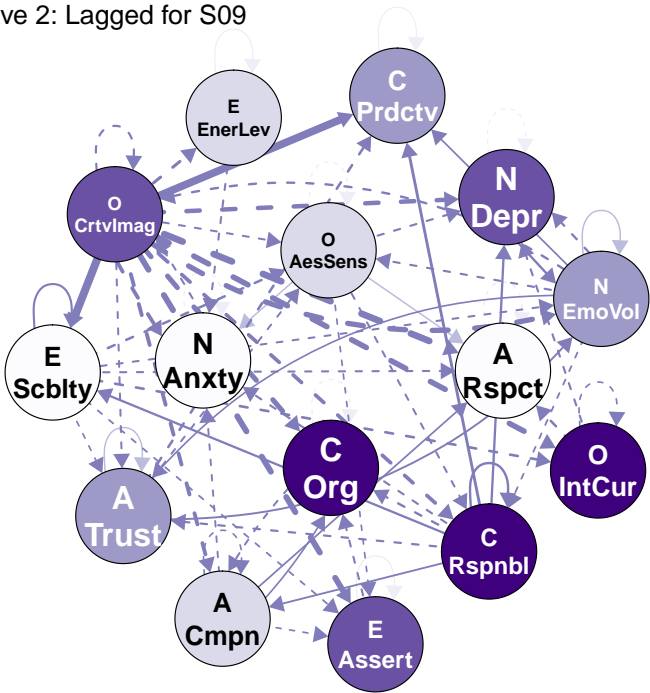 ve 2: Lagged for S09
C
Prdctv
E
EnerLev
N
Depr
O
CrtvImag
O
AesSens
N
EmoVol
E
Scblty
N
Anxty
A
Rspct
C
Org
O
IntCur
A
Trust
C
Rspnbl
A
Cmpn
E
Assert